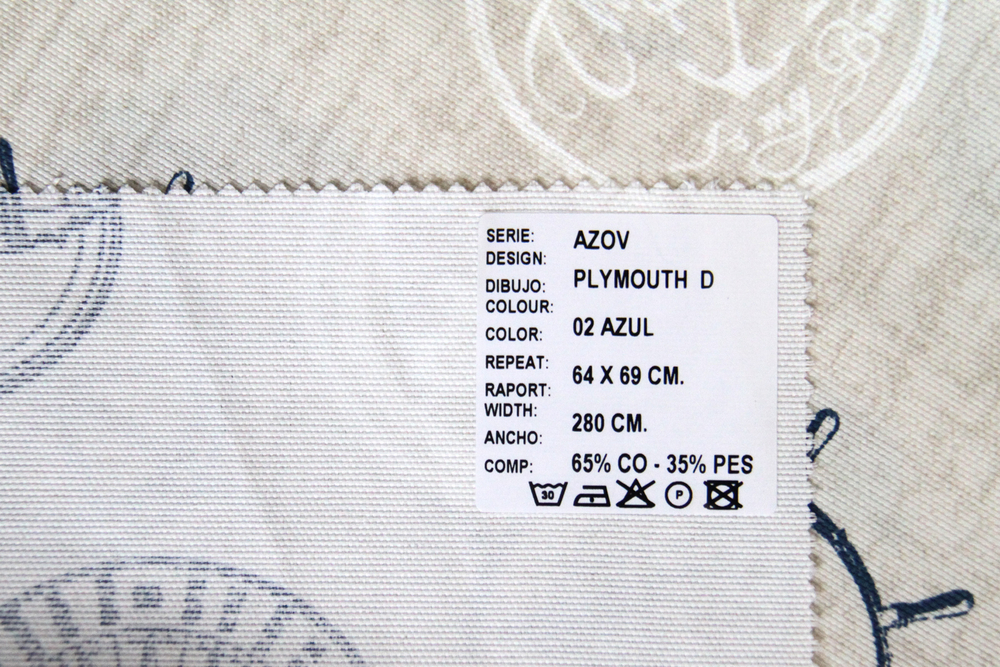 SERIE: AZOV
DESIGN:
DIBUJO: PLYMOUTH D
COLOUR:
COLOR: 02 AZUL
REPEAT:
RAPORT: 64 X 69 CM.
WIDTH:
ANCHO: 280 CM.
COMP: 65% CO - 35% PES
30 P